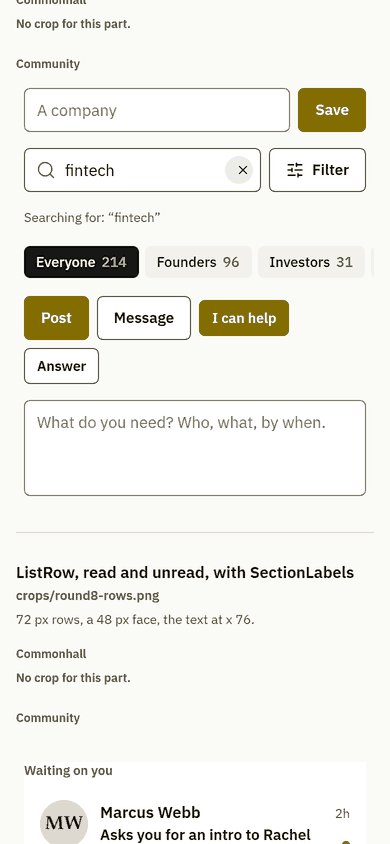 Commonhall
No crop for this part.
Community
A company
Save
fintech
Filter
Searching for: “fintech”
Everyone 214
Founders 96
Investors 31
Post
Message
I can help
Answer
What do you need? Who, what, by when.
ListRow, read and unread, with SectionLabels
crops/round8-rows.png
72 px rows, a 48 px face, the text at x 76.
Commonhall
No crop for this part.
Community
Waiting on you
MW
Marcus Webb
2h
Asks you for an intro to Rachel